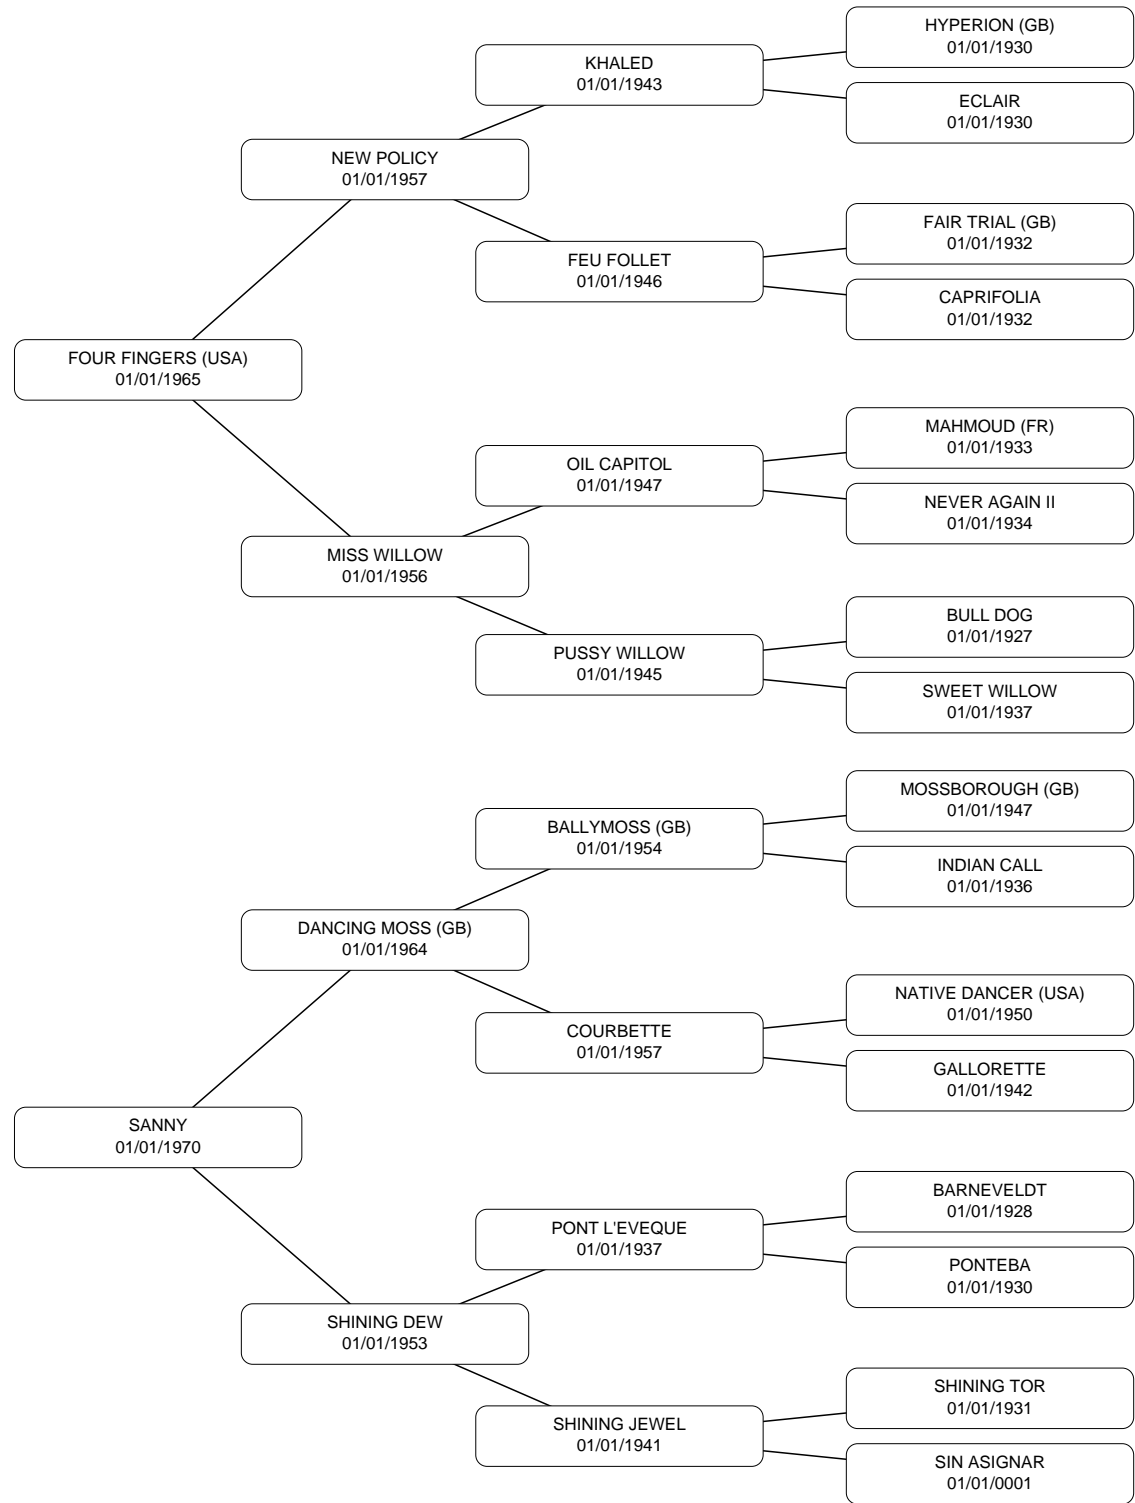 HYPERION (GB)
01/01/1930
KHALED
01/01/1943
ECLAIR
01/01/1930
NEW POLICY
01/01/1957
FAIR TRIAL (GB)
01/01/1932
FEU FOLLET
01/01/1946
CAPRIFOLIA
01/01/1932
FOUR FINGERS (USA)
01/01/1965
MAHMOUD (FR)
01/01/1933
OIL CAPITOL
01/01/1947
NEVER AGAIN II
01/01/1934
MISS WILLOW
01/01/1956
BULL DOG
01/01/1927
PUSSY WILLOW
01/01/1945
SWEET WILLOW
01/01/1937
MOSSBOROUGH (GB)
01/01/1947
BALLYMOSS (GB)
01/01/1954
INDIAN CALL
01/01/1936
DANCING MOSS (GB)
01/01/1964
NATIVE DANCER (USA)
01/01/1950
COURBETTE
01/01/1957
GALLORETTE
01/01/1942
SANNY
01/01/1970
BARNEVELDT
01/01/1928
PONT L'EVEQUE
01/01/1937
PONTEBA
01/01/1930
SHINING DEW
01/01/1953
SHINING TOR
01/01/1931
SHINING JEWEL
01/01/1941
SIN ASIGNAR
01/01/0001